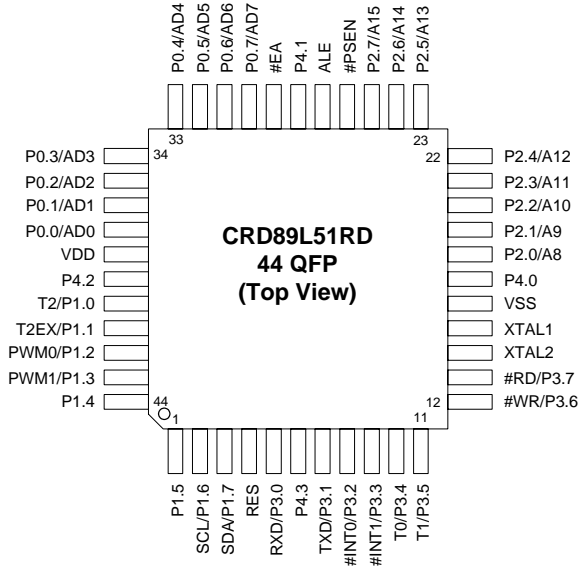 P0.4/AD4
P0.5/AD5
P0.6/AD6
P0.7/AD7
#EA
P4.1
ALE
#PSEN
P2.7/A15
P2.6/A14
P2.5/A13
33
23
34
22
P0.3/AD3
P0.2/AD2
P0.1/AD1
P0.0/AD0
VDD
P4.2
T2/P1.0
T2EX/P1.1
PWM0/P1.2
PWM1/P1.3
P1.4
CRD89L51RD
44 QFP
(Top View)
P2.4/A12
P2.3/A11
P2.2/A10
P2.1/A9
P2.0/A8
P4.0
VSS
XTAL1
XTAL2
#RD/P3.7
#WR/P3.6
44
12
1
11
P1.5
SCL/P1.6
SDA/P1.7
RES
RXD/P3.0
P4.3
TXD/P3.1
#INT0/P3.2
#INT1/P3.3
T0/P3.4
T1/P3.5